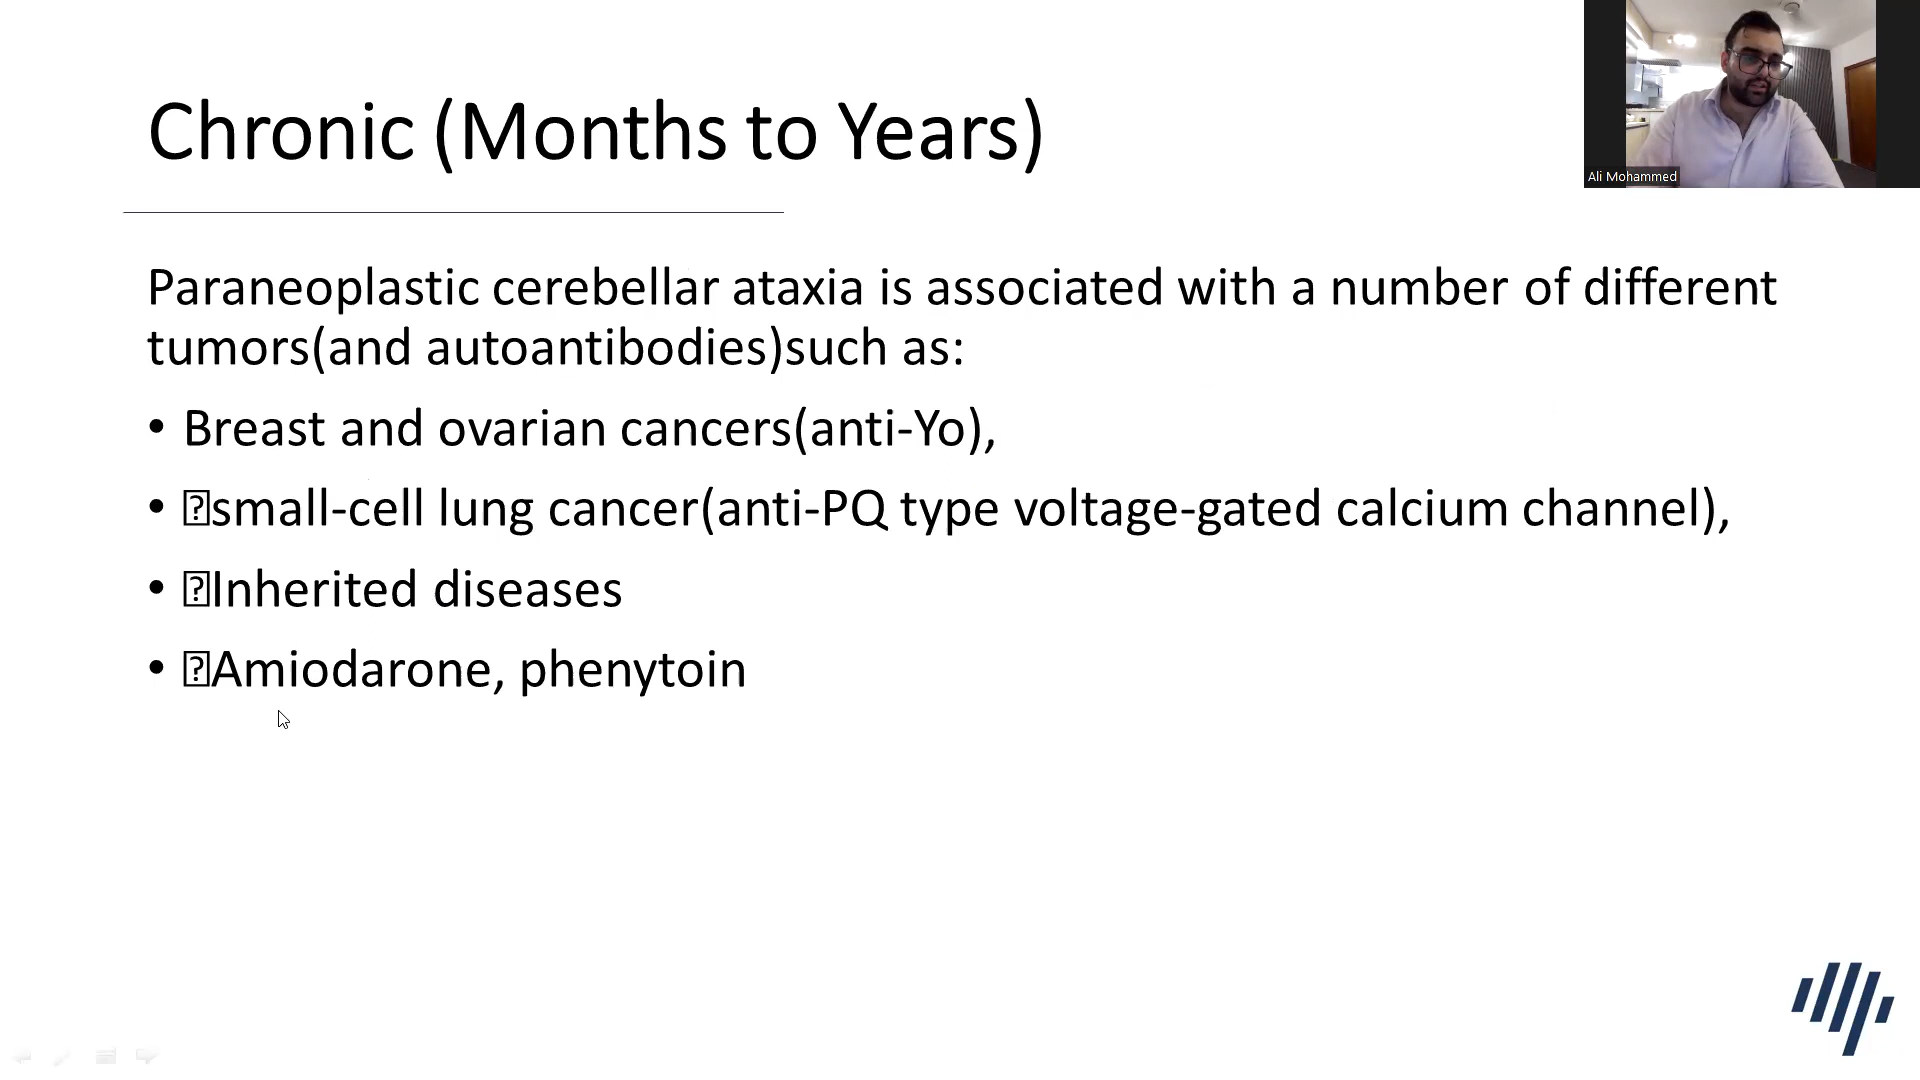 Chronic (Months to Years)
Ali Mohammed
Paraneoplastic cerebellar ataxia is associated with a number of different
tumors(and autoantibodies)such as:
• Breast and ovarian cancers(anti-Yo),
• �small-cell lung cancer(anti-PQ type voltage-gated calcium channel),
• �Inherited diseases
• �Amiodarone, phenytoin